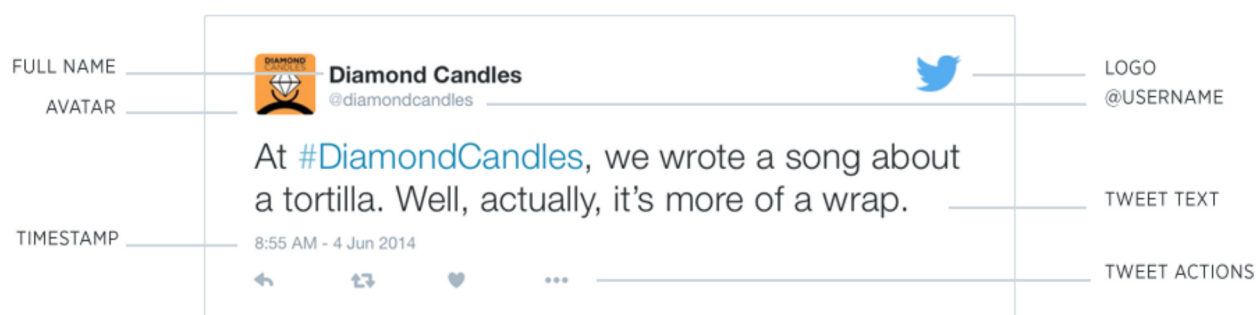 FULL NAME
AVATAR
TIMESTAMP
DIAMOND
CANDLES
Diamond Candles
@diamondcandles
At #DiamondCandles, we wrote a song about
a tortilla. Well, actually, it’s more of a wrap.
8:55 AM - 4 Jun 2014
LOGO
@USERNAME
TWEET TEXT
TWEET ACTIONS